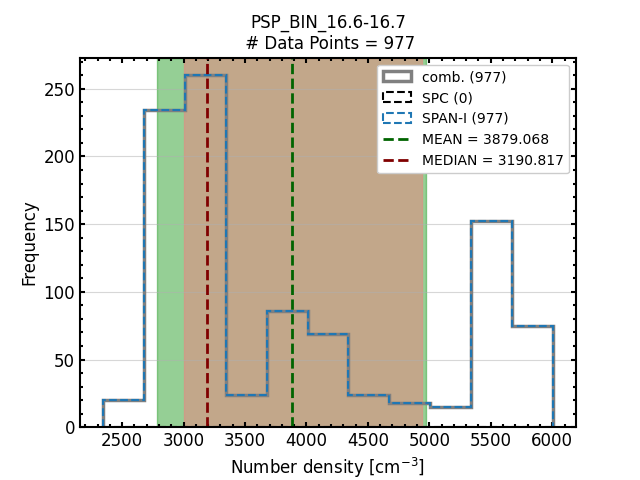 PSP_BIN_16.6-16.7
# Data Points = 977
comb. (977)
SPC (0)
SPAN-I (977)
MEAN = 3879.068
MEDIAN = 3190.817
Frequency
250
200
150
100
50
0
2500 3000 3500 4000 4500 5000 5500 6000
Number density [cm⁻³]